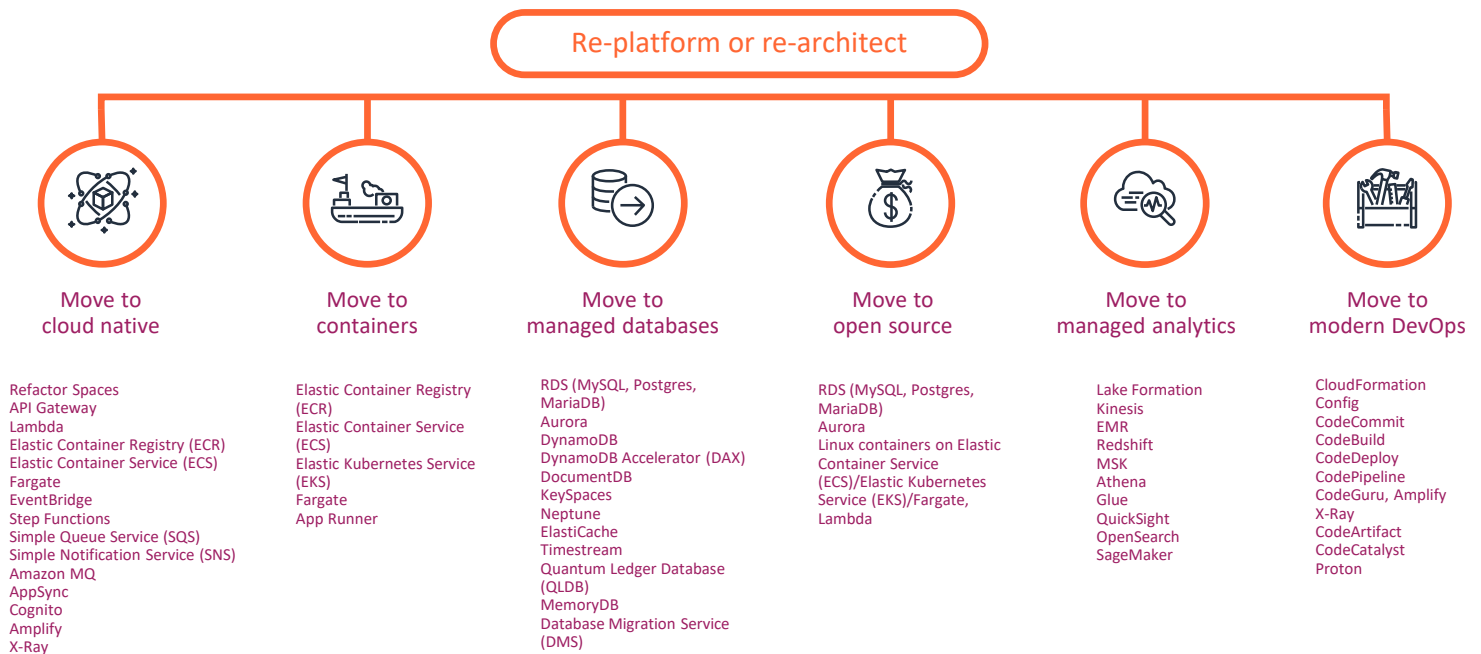 Re-platform or re-architect
$
Move to
cloud native
Refactor Spaces
API Gateway
Lambda
Elastic Container Registry (ECR)
Elastic Container Service (ECS)
Fargate
EventBridge
Step Functions
Simple Queue Service (SQS)
Simple Notification Service (SNS)
Amazon MQ
AppSync
Cognito
Amplify
X-Ray
Move to
containers
Elastic Container Registry
(ECR)
Elastic Container Service
(ECS)
Elastic Kubernetes Service
(EKS)
Fargate
App Runner
Move to
managed databases
RDS (MySQL, Postgres,
MariaDB)
Aurora
DynamoDB
DynamoDB Accelerator (DAX)
DocumentDB
KeySpaces
Neptune
ElastiCache
Timestream
Quantum Ledger Database
(QLDB)
MemoryDB
Database Migration Service
(DMS)
Move to
open source
RDS (MySQL, Postgres,
MariaDB)
Aurora
Linux containers on Elastic
Container Service
(ECS)/Elastic Kubernetes
Service (EKS)/Fargate,
Lambda
Move to
managed analytics
Lake Formation
Kinesis
EMR
Redshift
MSK
Athena
Glue
QuickSight
OpenSearch
SageMaker
Move to
modern DevOps
CloudFormation
Config
CodeCommit
CodeBuild
CodeDeploy
CodePipeline
CodeGuru, Amplify
X-Ray
CodeArtifact
CodeCatalyst
Proton